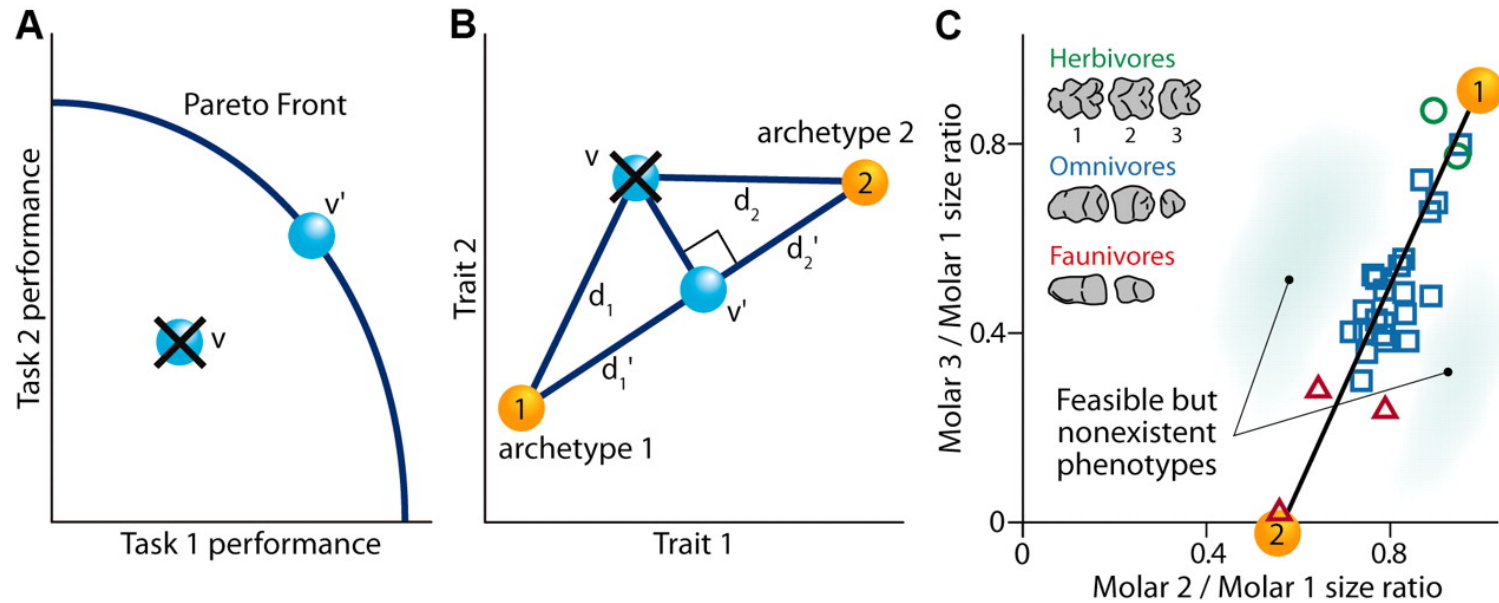 A
Pareto Front
v'
v
Task 2 performance
Task 1 performance
B
archetype 2
v
2
d2
d2'
d1
v'
d1'
1
archetype 1
Trait 2
Trait 1
C
Herbivores
1 2 3
Omnivores
Faunivores
1
0.8
0.4
0
Feasible but
nonexistent
phenotypes
2
0 0.4 0.8
Molar 3 / Molar 1 size ratio
Molar 2 / Molar 1 size ratio